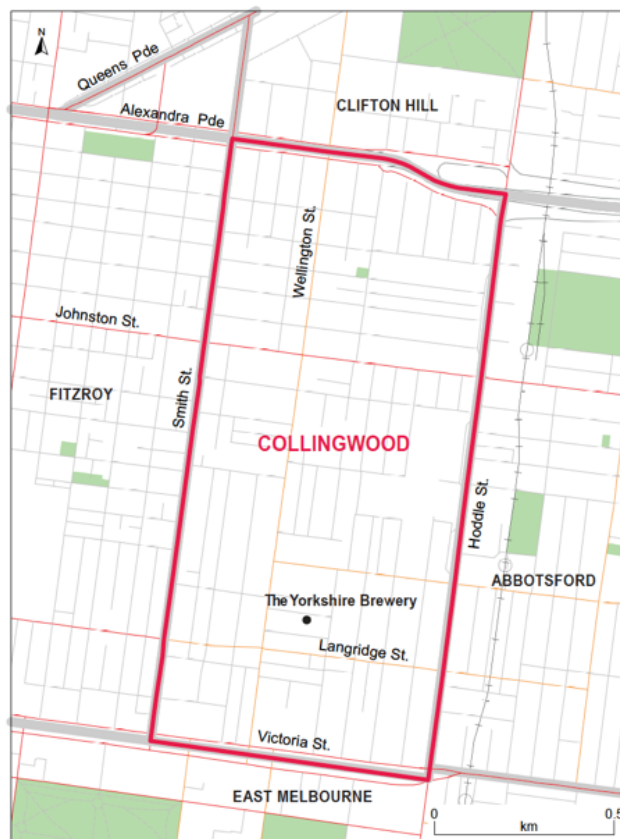 N
Queens Pde
Alexandra Pde
CLIFTON HILL
Wellington St.
Johnston St.
FITZROY
Smith St.
COLLINGWOOD
Hoddle St.
ABBOTSFORD
The Yorkshire Brewery
Langridge St.
Victoria St.
EAST MELBOURNE
0 0.5
km